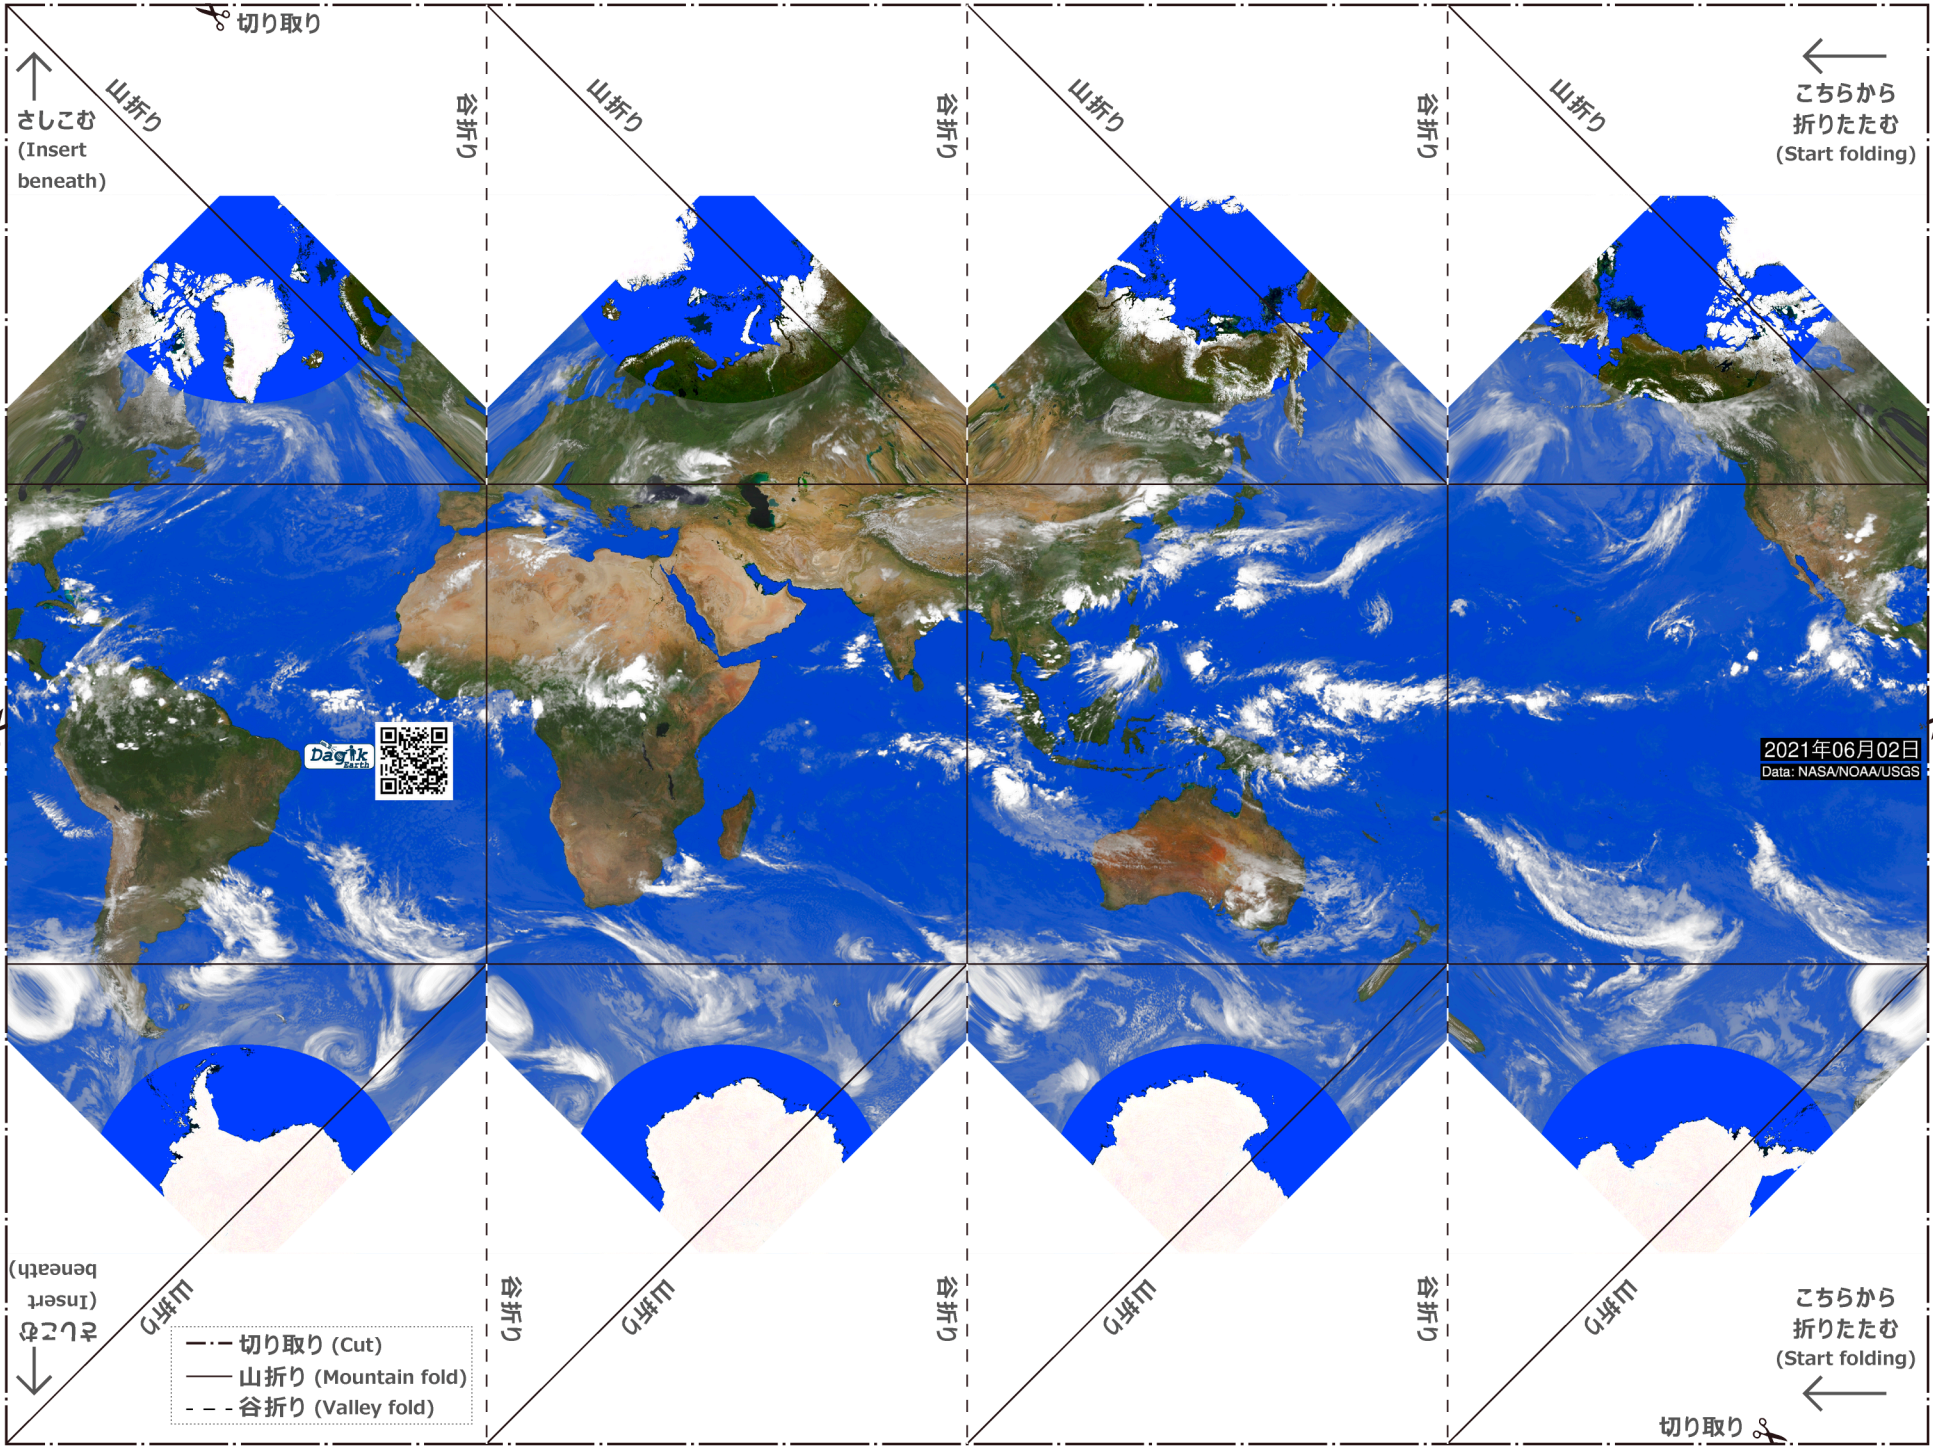 切り取り
山折り
谷折り
山折り
谷折り
山折り
谷折り
山折り
こちらから
折りたたむ
(Start folding)
さしこむ
(Insert
beneath)
Dagik
Earth
2021年06月02日
Data: NASA/NOAA/USGS
さしこむ
(Insert
beneath)
山折り
谷折り
山折り
谷折り
山折り
谷折り
山折り
こちらから
折りたたむ
(Start folding)
切り取り (Cut)
山折り (Mountain fold)
谷折り (Valley fold)
切り取り